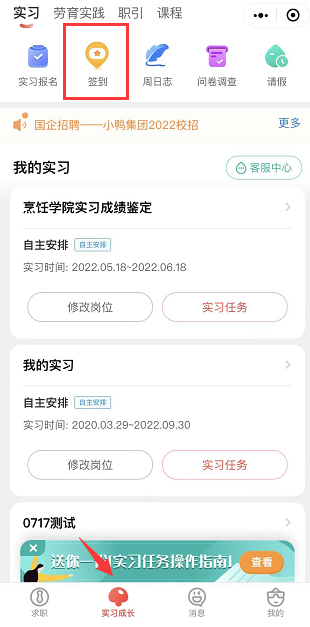 实习 劳育实践 职引 课程
实习报名 签到 周日志 问卷调查 请假
国企招聘——小鸭集团2022校招 更多
我的实习 客服中心
烹饪学院实习成绩鉴定
自主安排 自主安排
实习时间: 2022.05.18~2022.06.18
修改岗位 实习任务
我的实习
自主安排 自主安排
实习时间: 2020.03.29~2022.09.30
修改岗位 实习任务
0717测试
送你一份[实习任务操作指南] 查看
求职 实习成长 消息 我的